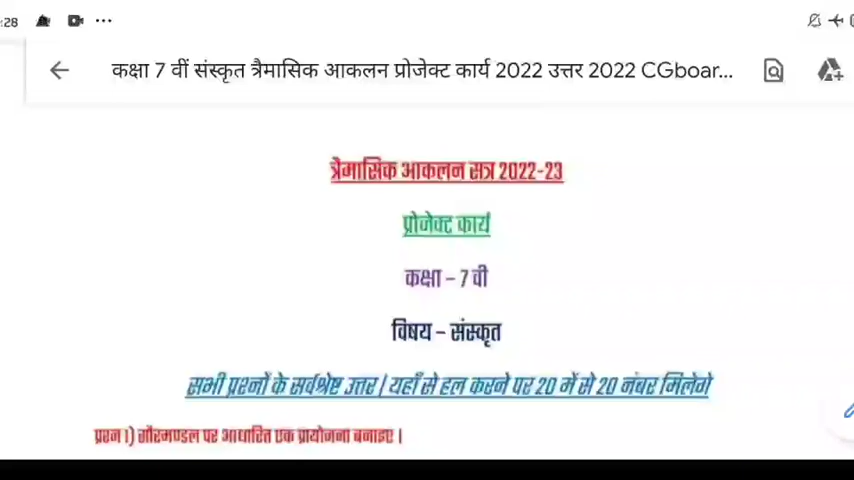 :28 ...
कक्षा 7 वीं संस्कृत त्रैमासिक आकलन प्रोजेक्ट कार्य 2022 उत्तर 2022 CGboar...
त्रैमासिक आकलन सत्र 2022-23
प्रोजेक्ट कार्य
कक्षा – 7 वी
विषय – संस्कृत
सभी प्रश्नों के सर्वश्रेष्ट उत्तर | यहाँ से हल करने पर 20 में से 20 नंबर मिलेगे
प्रश्न 1) सौरमण्डल पर आधारित एक प्रायोजना बनाइए ।